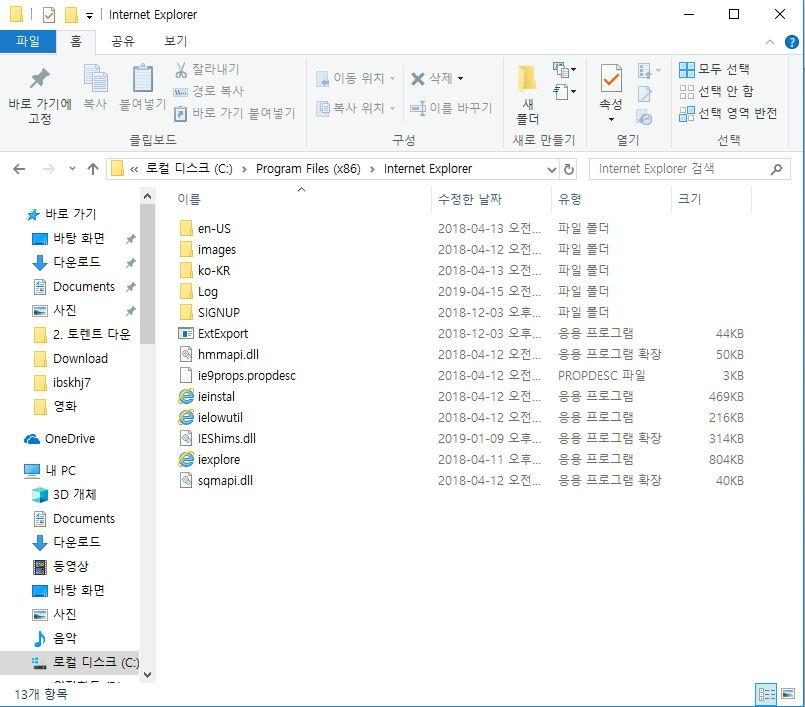 Internet Explorer
파일 홈 공유 보기
바로 가기에 고정
복사
붙여넣기
잘라내기
경로 복사
바로 가기 붙여넣기
클립보드
이동 위치
복사 위치
삭제
이름 바꾸기
구성
새 폴더
새로 만들기
속성
열기
모두 선택
선택 안 함
선택 영역 반전
선택
« 로컬 디스크 (C:) > Program Files (x86) > Internet Explorer
Internet Explorer 검색
바로 가기
바탕 화면
다운로드
Documents
사진
2. 토렌트 다운
Download
ibskhj7
영화
OneDrive
내 PC
3D 개체
Documents
다운로드
동영상
바탕 화면
사진
음악
로컬 디스크 (C:)
이름 수정한 날짜 유형 크기
en-US 2018-04-13 오전... 파일 폴더
images 2018-04-12 오전... 파일 폴더
ko-KR 2018-04-13 오전... 파일 폴더
Log 2019-04-15 오전... 파일 폴더
SIGNUP 2018-12-03 오후... 파일 폴더
ExtExport 2018-12-03 오후... 응용 프로그램 44KB
hmmapi.dll 2018-04-12 오전... 응용 프로그램 확장 50KB
ie9props.propdesc 2018-04-12 오전... PROPDESC 파일 3KB
ieinstal 2018-04-12 오전... 응용 프로그램 469KB
ielowutil 2018-04-12 오전... 응용 프로그램 216KB
IEShims.dll 2019-01-09 오후... 응용 프로그램 확장 314KB
iexplore 2018-04-11 오후... 응용 프로그램 804KB
sqmapi.dll 2018-04-12 오전... 응용 프로그램 확장 40KB
13개 항목